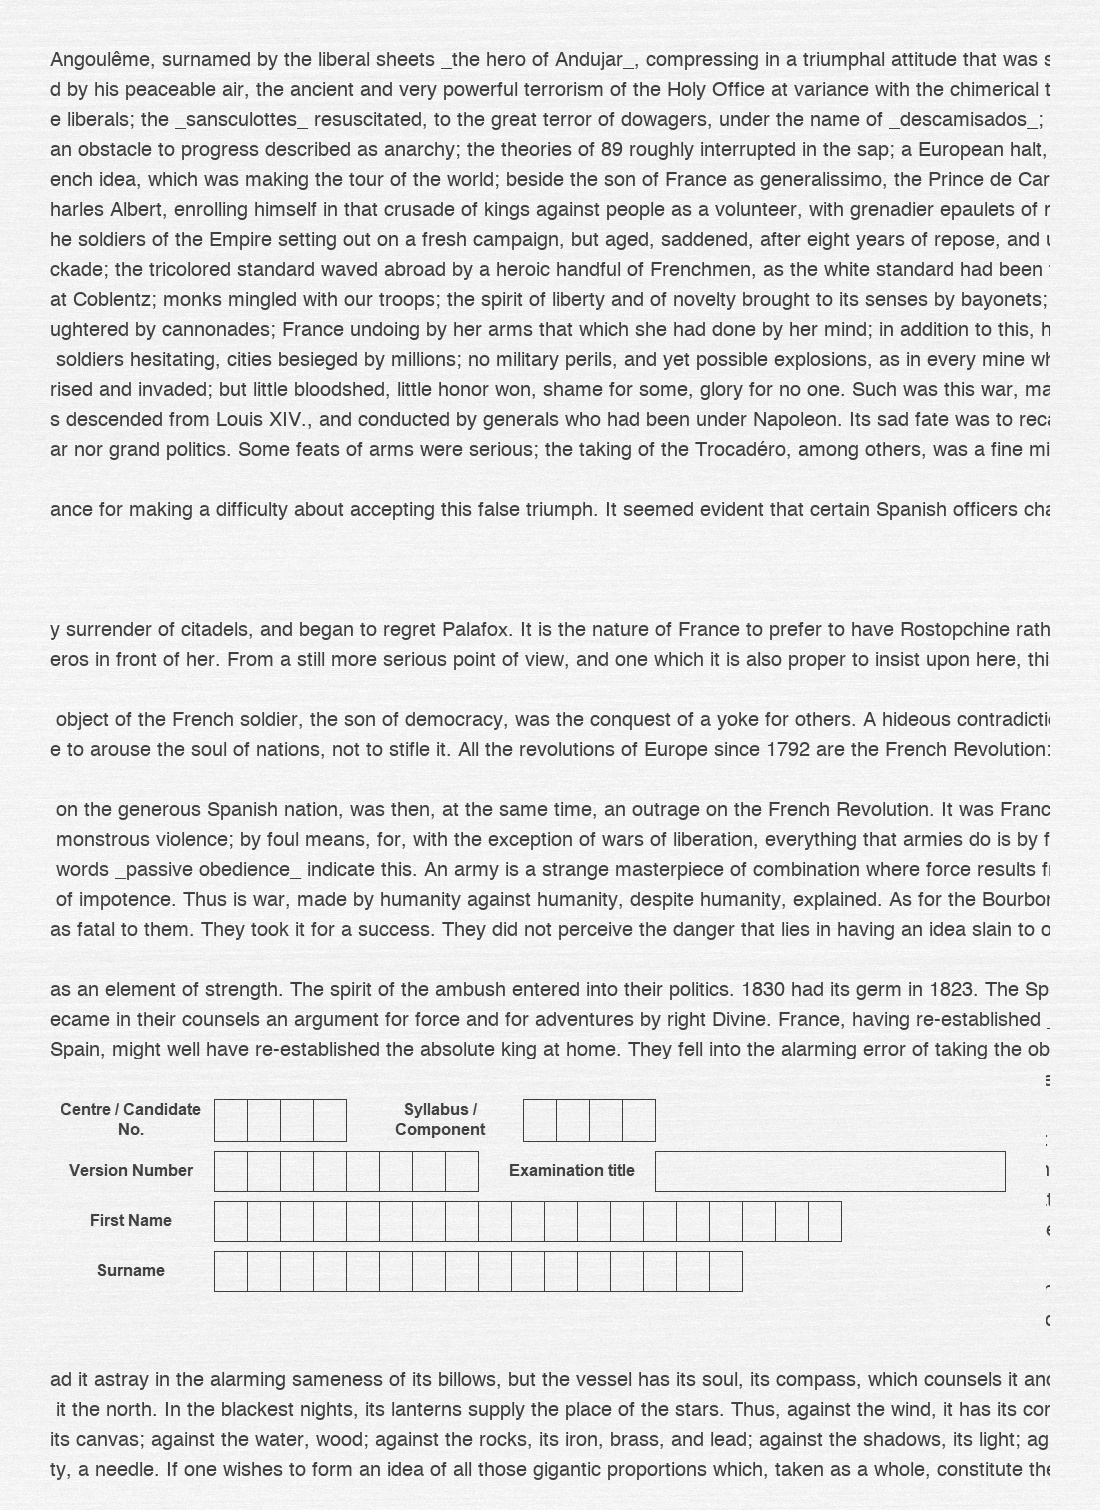 Angoulême, surnamed by the liberal sheets _the hero of Andujar_, compressing in a triumphal attitude that was
d by his peaceable air, the ancient and very powerful terrorism of the Holy Office at variance with the chimerical
e liberals; the _sansculottes_ resuscitated, to the great terror of dowagers, under the name of _descamisados_;
an obstacle to progress described as anarchy; the theories of 89 roughly interrupted in the sap; a European halt,
ench idea, which was making the tour of the world; beside the son of France as generalissimo, the Prince de Car
harles Albert, enrolling himself in that crusade of kings against people as a volunteer, with grenadier epaulets of
he soldiers of the Empire setting out on a fresh campaign, but aged, saddened, after eight years of repose, and
ckade; the tricolored standard waved abroad by a heroic handful of Frenchmen, as the white standard had been
at Coblentz; monks mingled with our troops; the spirit of liberty and of novelty brought to its senses by bayonets;
ughtered by cannonades; France undoing by her arms that which she had done by her mind; in addition to this, h
soldiers hesitating, cities besieged by millions; no military perils, and yet possible explosions, as in every mine wh
rised and invaded; but little bloodshed, little honor won, shame for some, glory for no one. Such was this war, ma
s descended from Louis XIV., and conducted by generals who had been under Napoleon. Its sad fate was to reca
ar nor grand politics. Some feats of arms were serious; the taking of the Trocadéro, among others, was a fine mi
ance for making a difficulty about accepting this false triumph. It seemed evident that certain Spanish officers cha
y surrender of citadels, and began to regret Palafox. It is the nature of France to prefer to have Rostopchine rath
eros in front of her. From a still more serious point of view, and one which it is also proper to insist upon here, thi
object of the French soldier, the son of democracy, was the conquest of a yoke for others. A hideous contradicti
e to arouse the soul of nations, not to stifle it. All the revolutions of Europe since 1792 are the French Revolution:
on the generous Spanish nation, was then, at the same time, an outrage on the French Revolution. It was Franc
monstrous violence; by foul means, for, with the exception of wars of liberation, everything that armies do is by f
words _passive obedience_ indicate this. An army is a strange masterpiece of combination where force results f
of impotence. Thus is war, made by humanity against humanity, despite humanity, explained. As for the Bourbon
as fatal to them. They took it for a success. They did not perceive the danger that lies in having an idea slain to o
as an element of strength. The spirit of the ambush entered into their politics. 1830 had its germ in 1823. The Sp
ecame in their counsels an argument for force and for adventures by right Divine. France, having re-established _
Spain, might well have re-established the absolute king at home. They fell into the alarming error of taking the ob
Centre / Candidate No.
Syllabus / Component
Version Number
Examination title
First Name
Surname
ad it astray in the alarming sameness of its billows, but the vessel has its soul, its compass, which counsels it and
it the north. In the blackest nights, its lanterns supply the place of the stars. Thus, against the wind, it has its cor
its canvas; against the water, wood; against the rocks, its iron, brass, and lead; against the shadows, its light; ag
ty, a needle. If one wishes to form an idea of all those gigantic proportions which, taken as a whole, constitute the